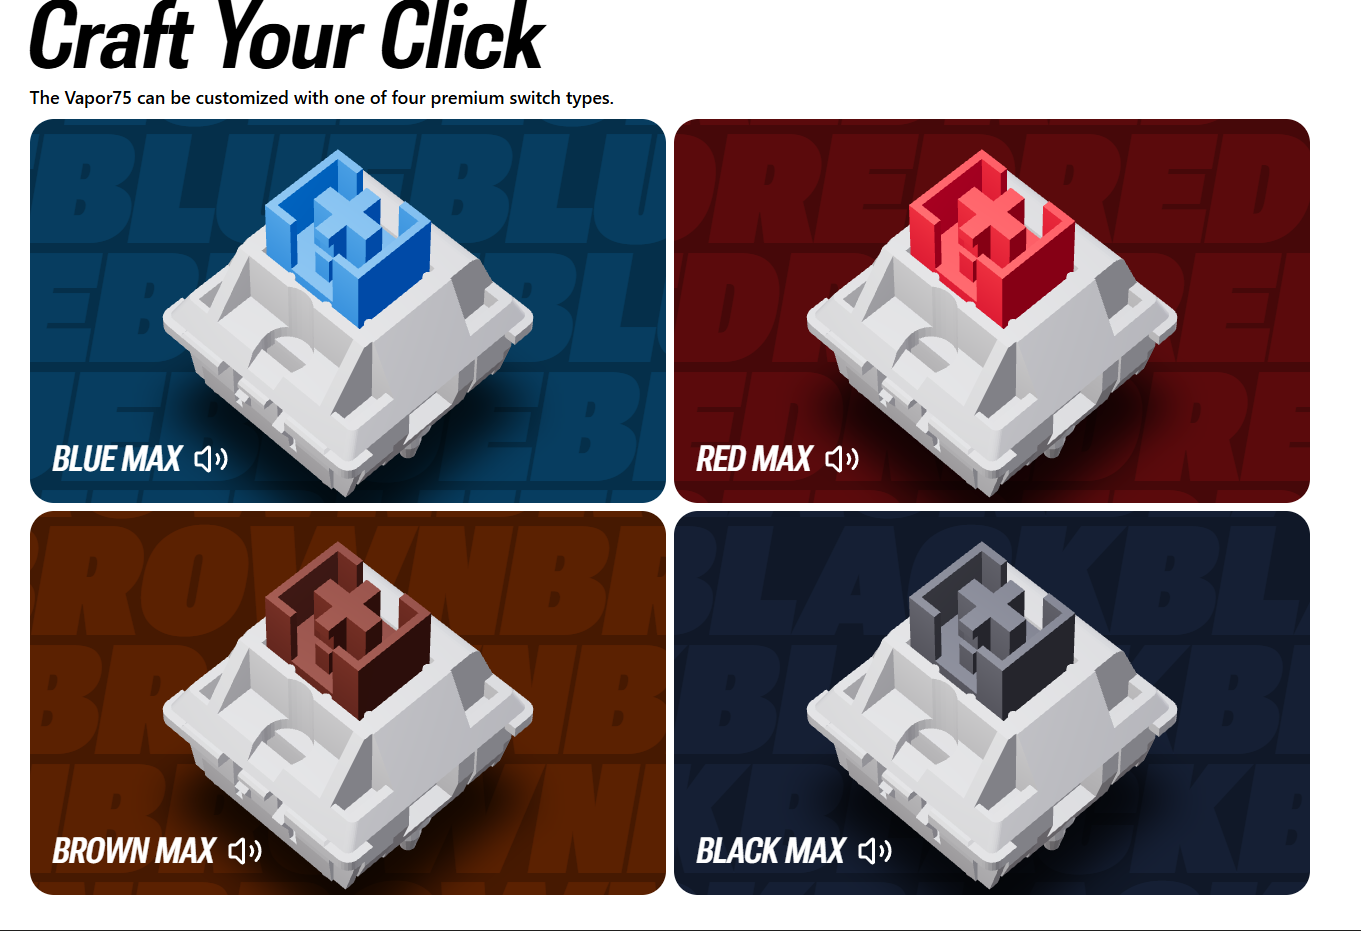 Craft Your Click
The Vapor75 can be customized with one of four premium switch types.
BLUE MAX
RED MAX
BROWN MAX
BLACK MAX